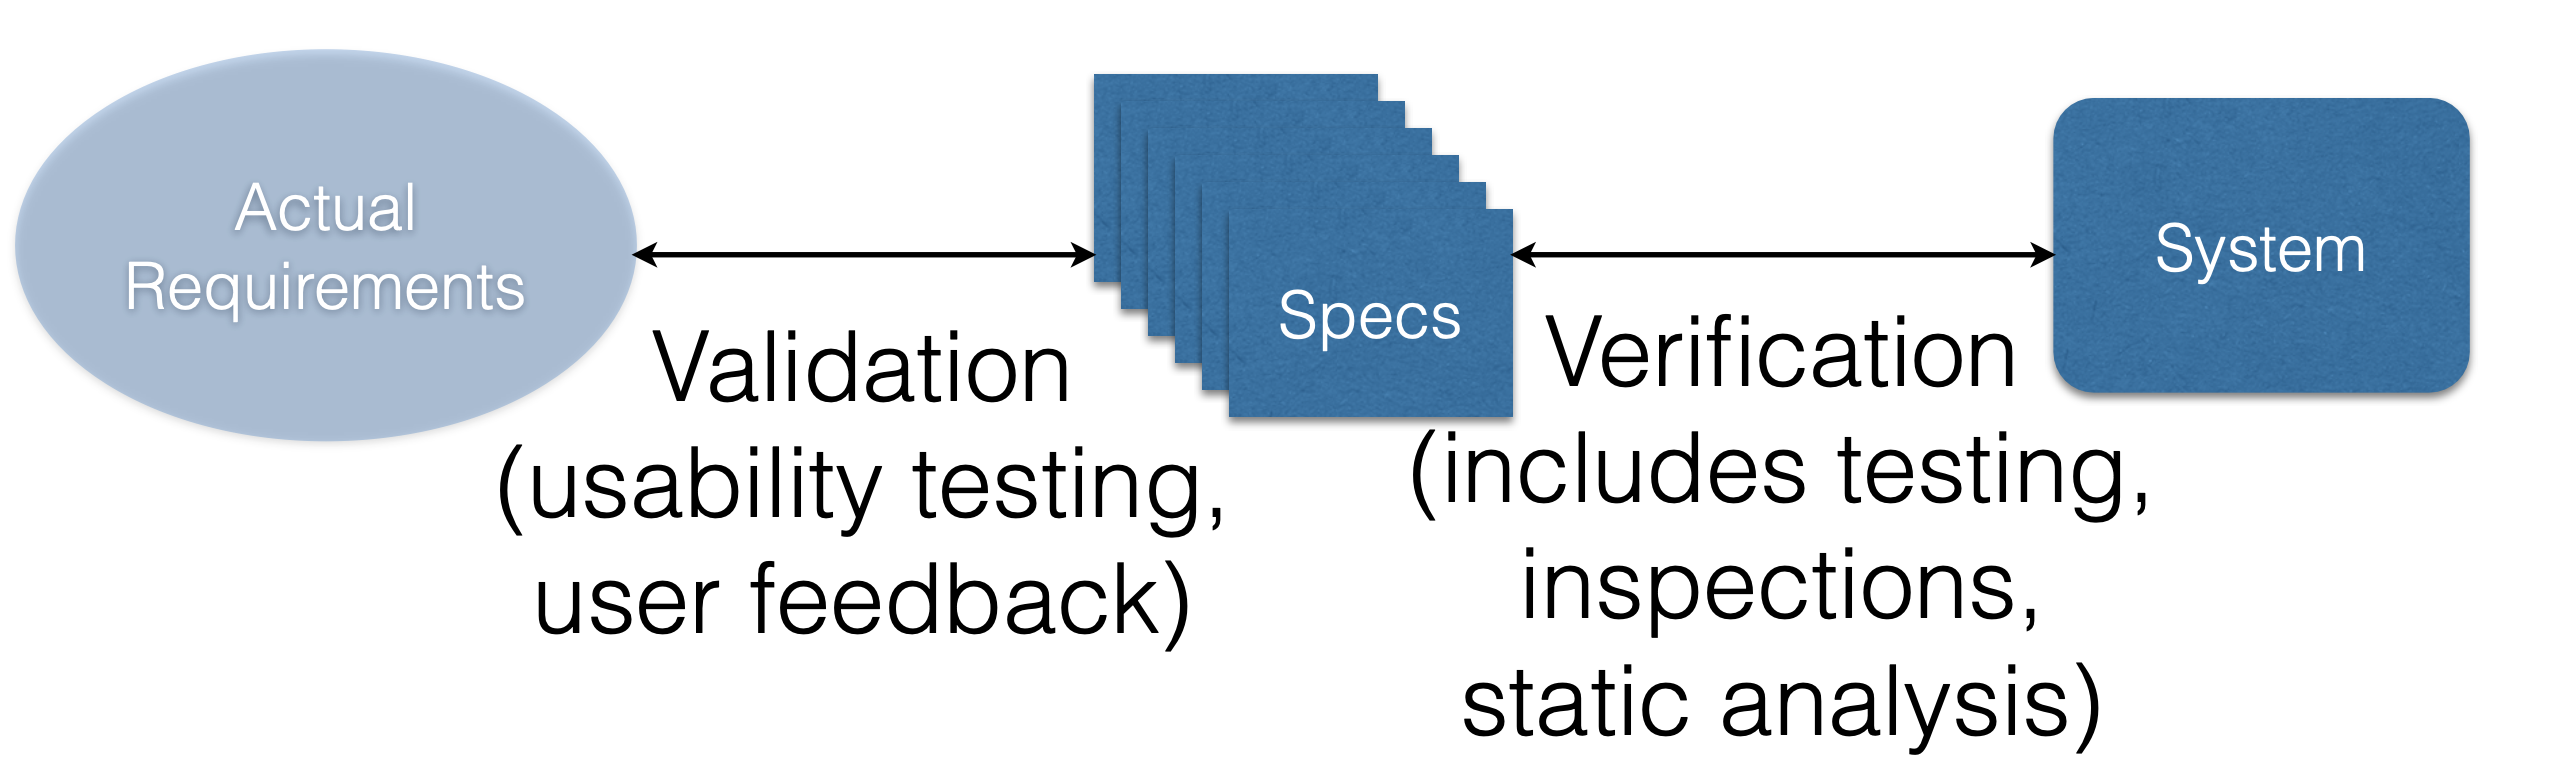 Actual
Requirements
Specs
System
Validation
(usability testing,
user feedback)
Verification
(includes testing,
inspections,
static analysis)